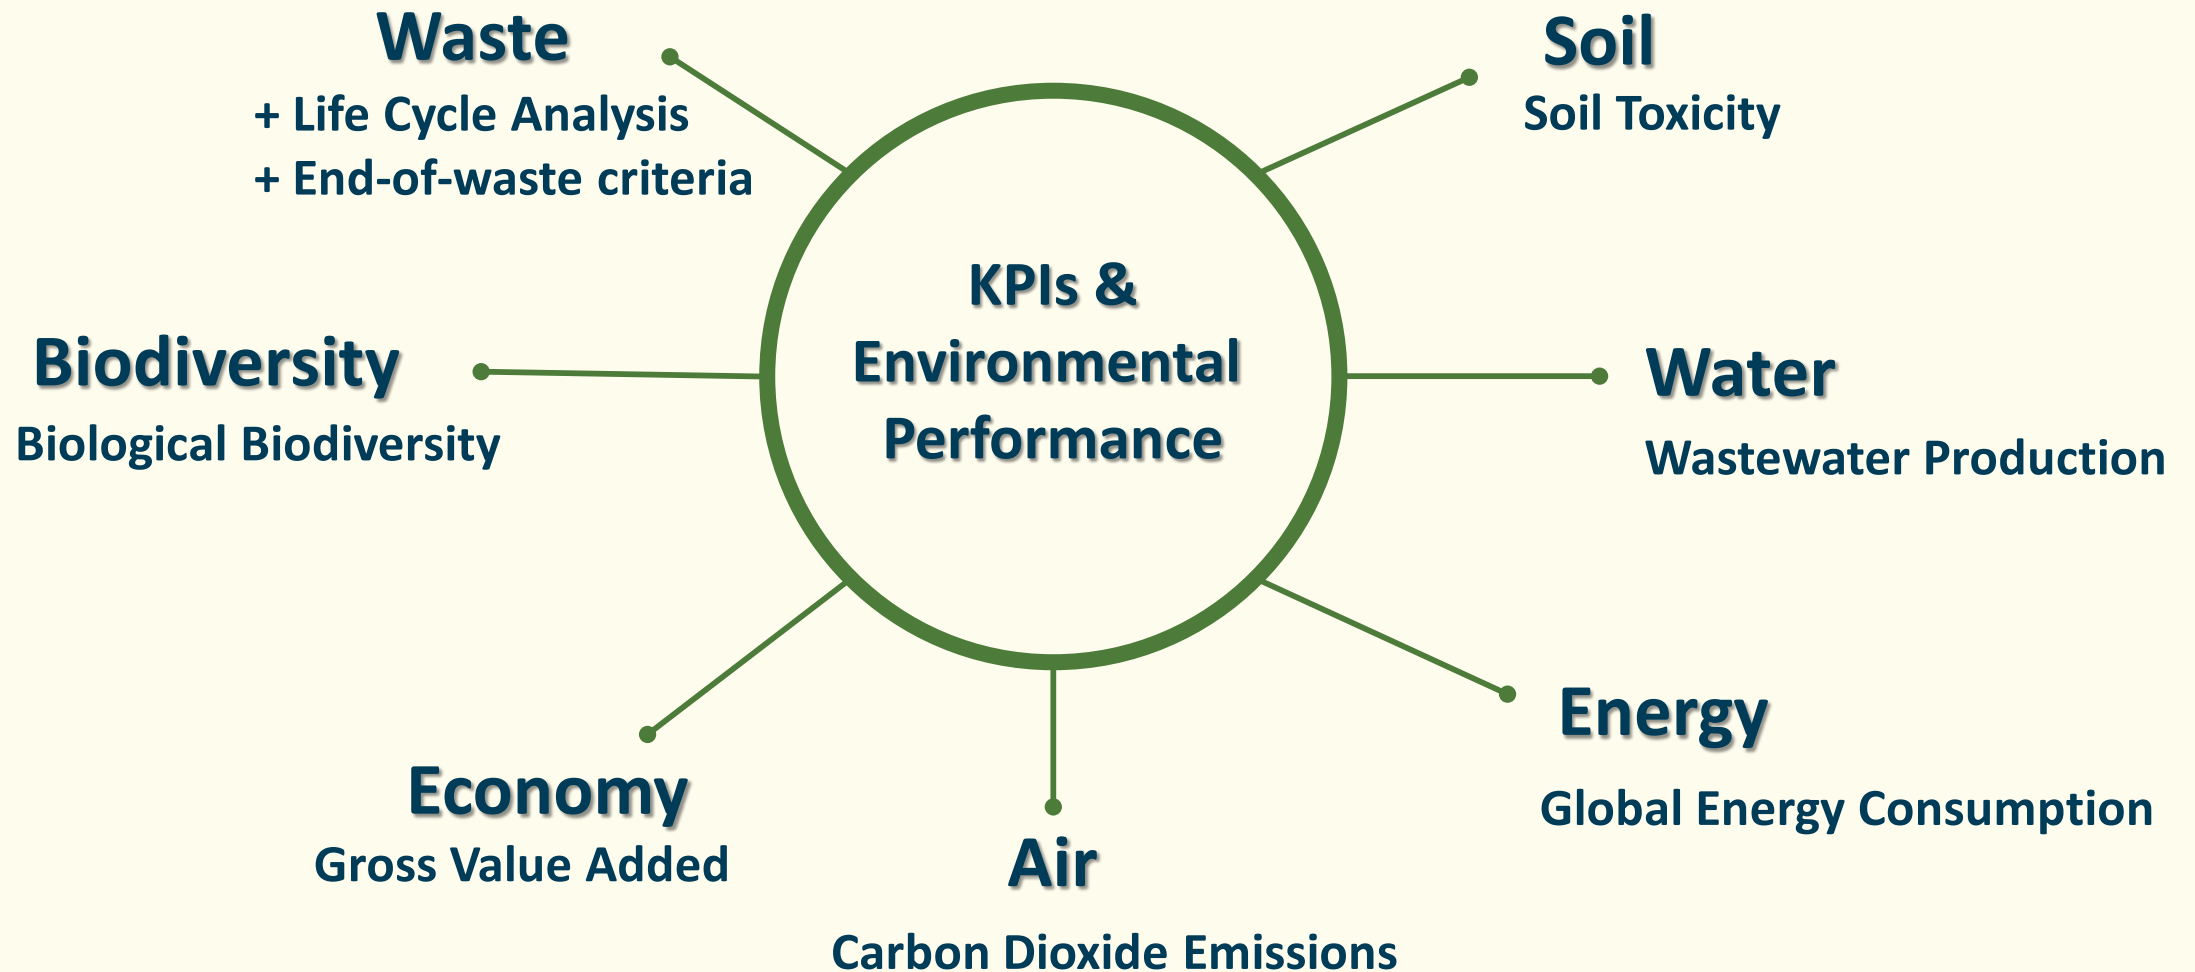 Waste
+ Life Cycle Analysis
+ End-of-waste criteria
Soil
Soil Toxicity
KPIs &
Environmental
Performance
Biodiversity
Biological Biodiversity
Water
Wastewater Production
Energy
Global Energy Consumption
Economy
Gross Value Added
Air
Carbon Dioxide Emissions